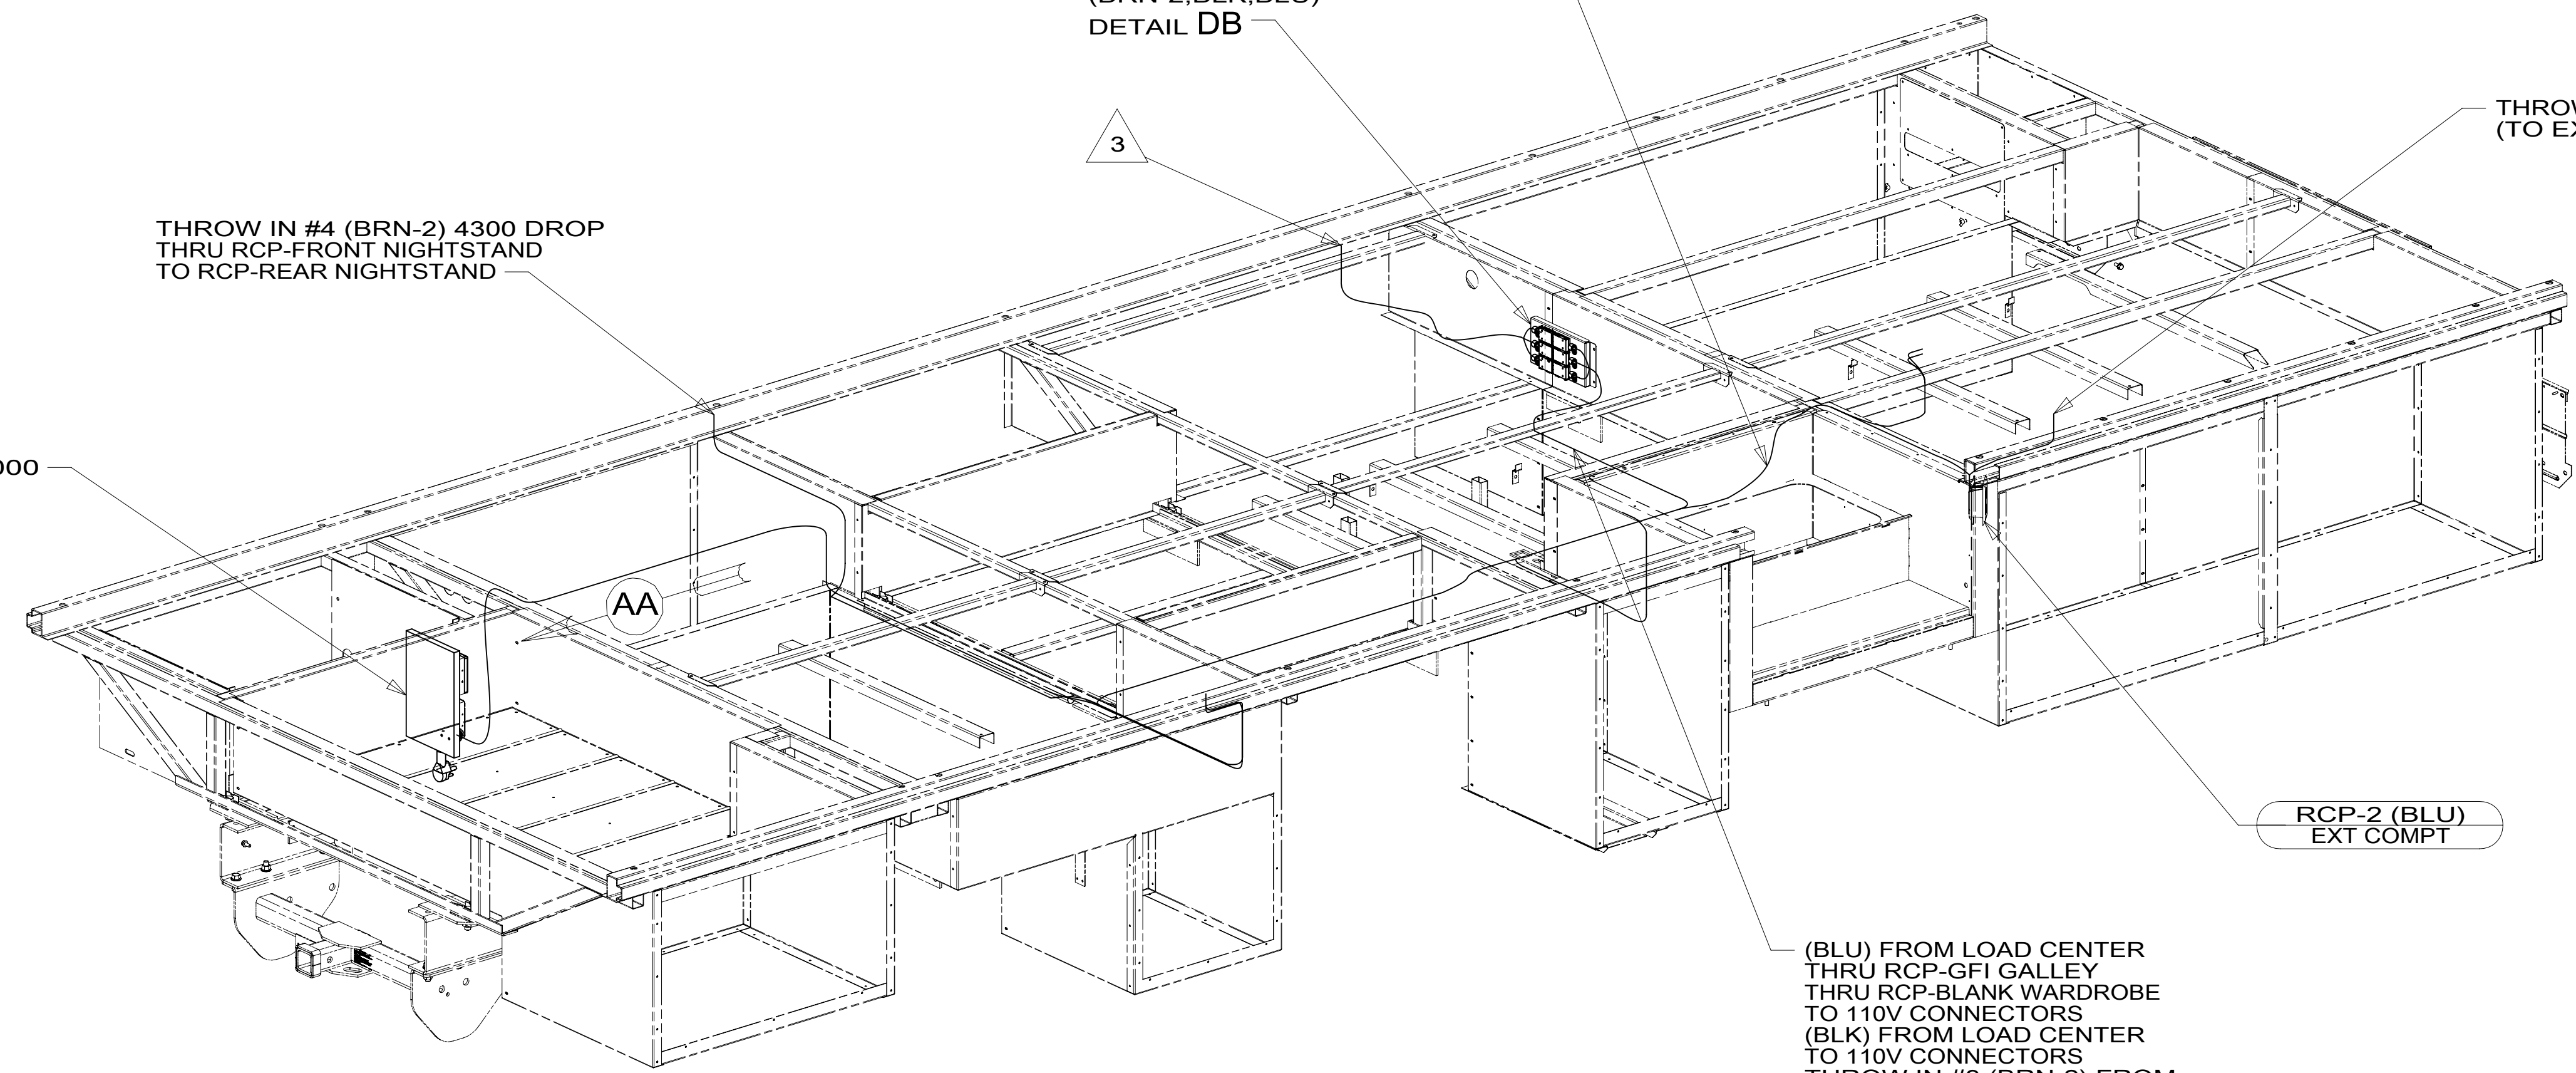 DETAIL DB
3
THROW IN #4 (BRN-2) 4300 DROP
THRU RCP-FRONT NIGHTSTAND
TO RCP-REAR NIGHTSTAND
AA
RCP-2 (BLU)
EXT COMPT
(BLU) FROM LOAD CENTER
THRU RCP-GFI GALLEY
THRU RCP-BLANK WARDROBE
TO 110V CONNECTORS
(BLK) FROM LOAD CENTER
TO 110V CONNECTORS